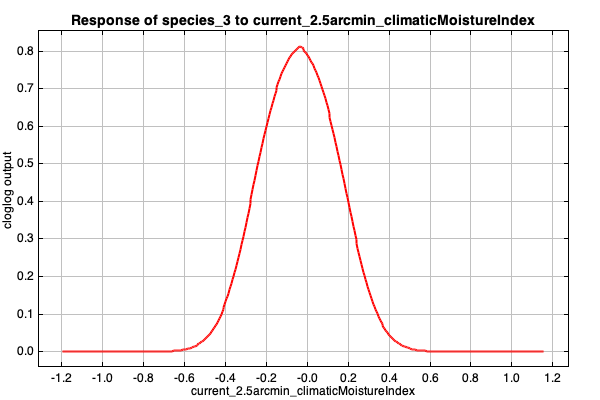 Response of species_3 to current_2.5arcmin_climaticMoistureIndex
cloglog output
0.8
0.7
0.6
0.5
0.4
0.3
0.2
0.1
0.0
-1.2 -1.0 -0.8 -0.6 -0.4 -0.2 -0.0 0.2 0.4 0.6 0.8 1.0 1.2
current_2.5arcmin_climaticMoistureIndex